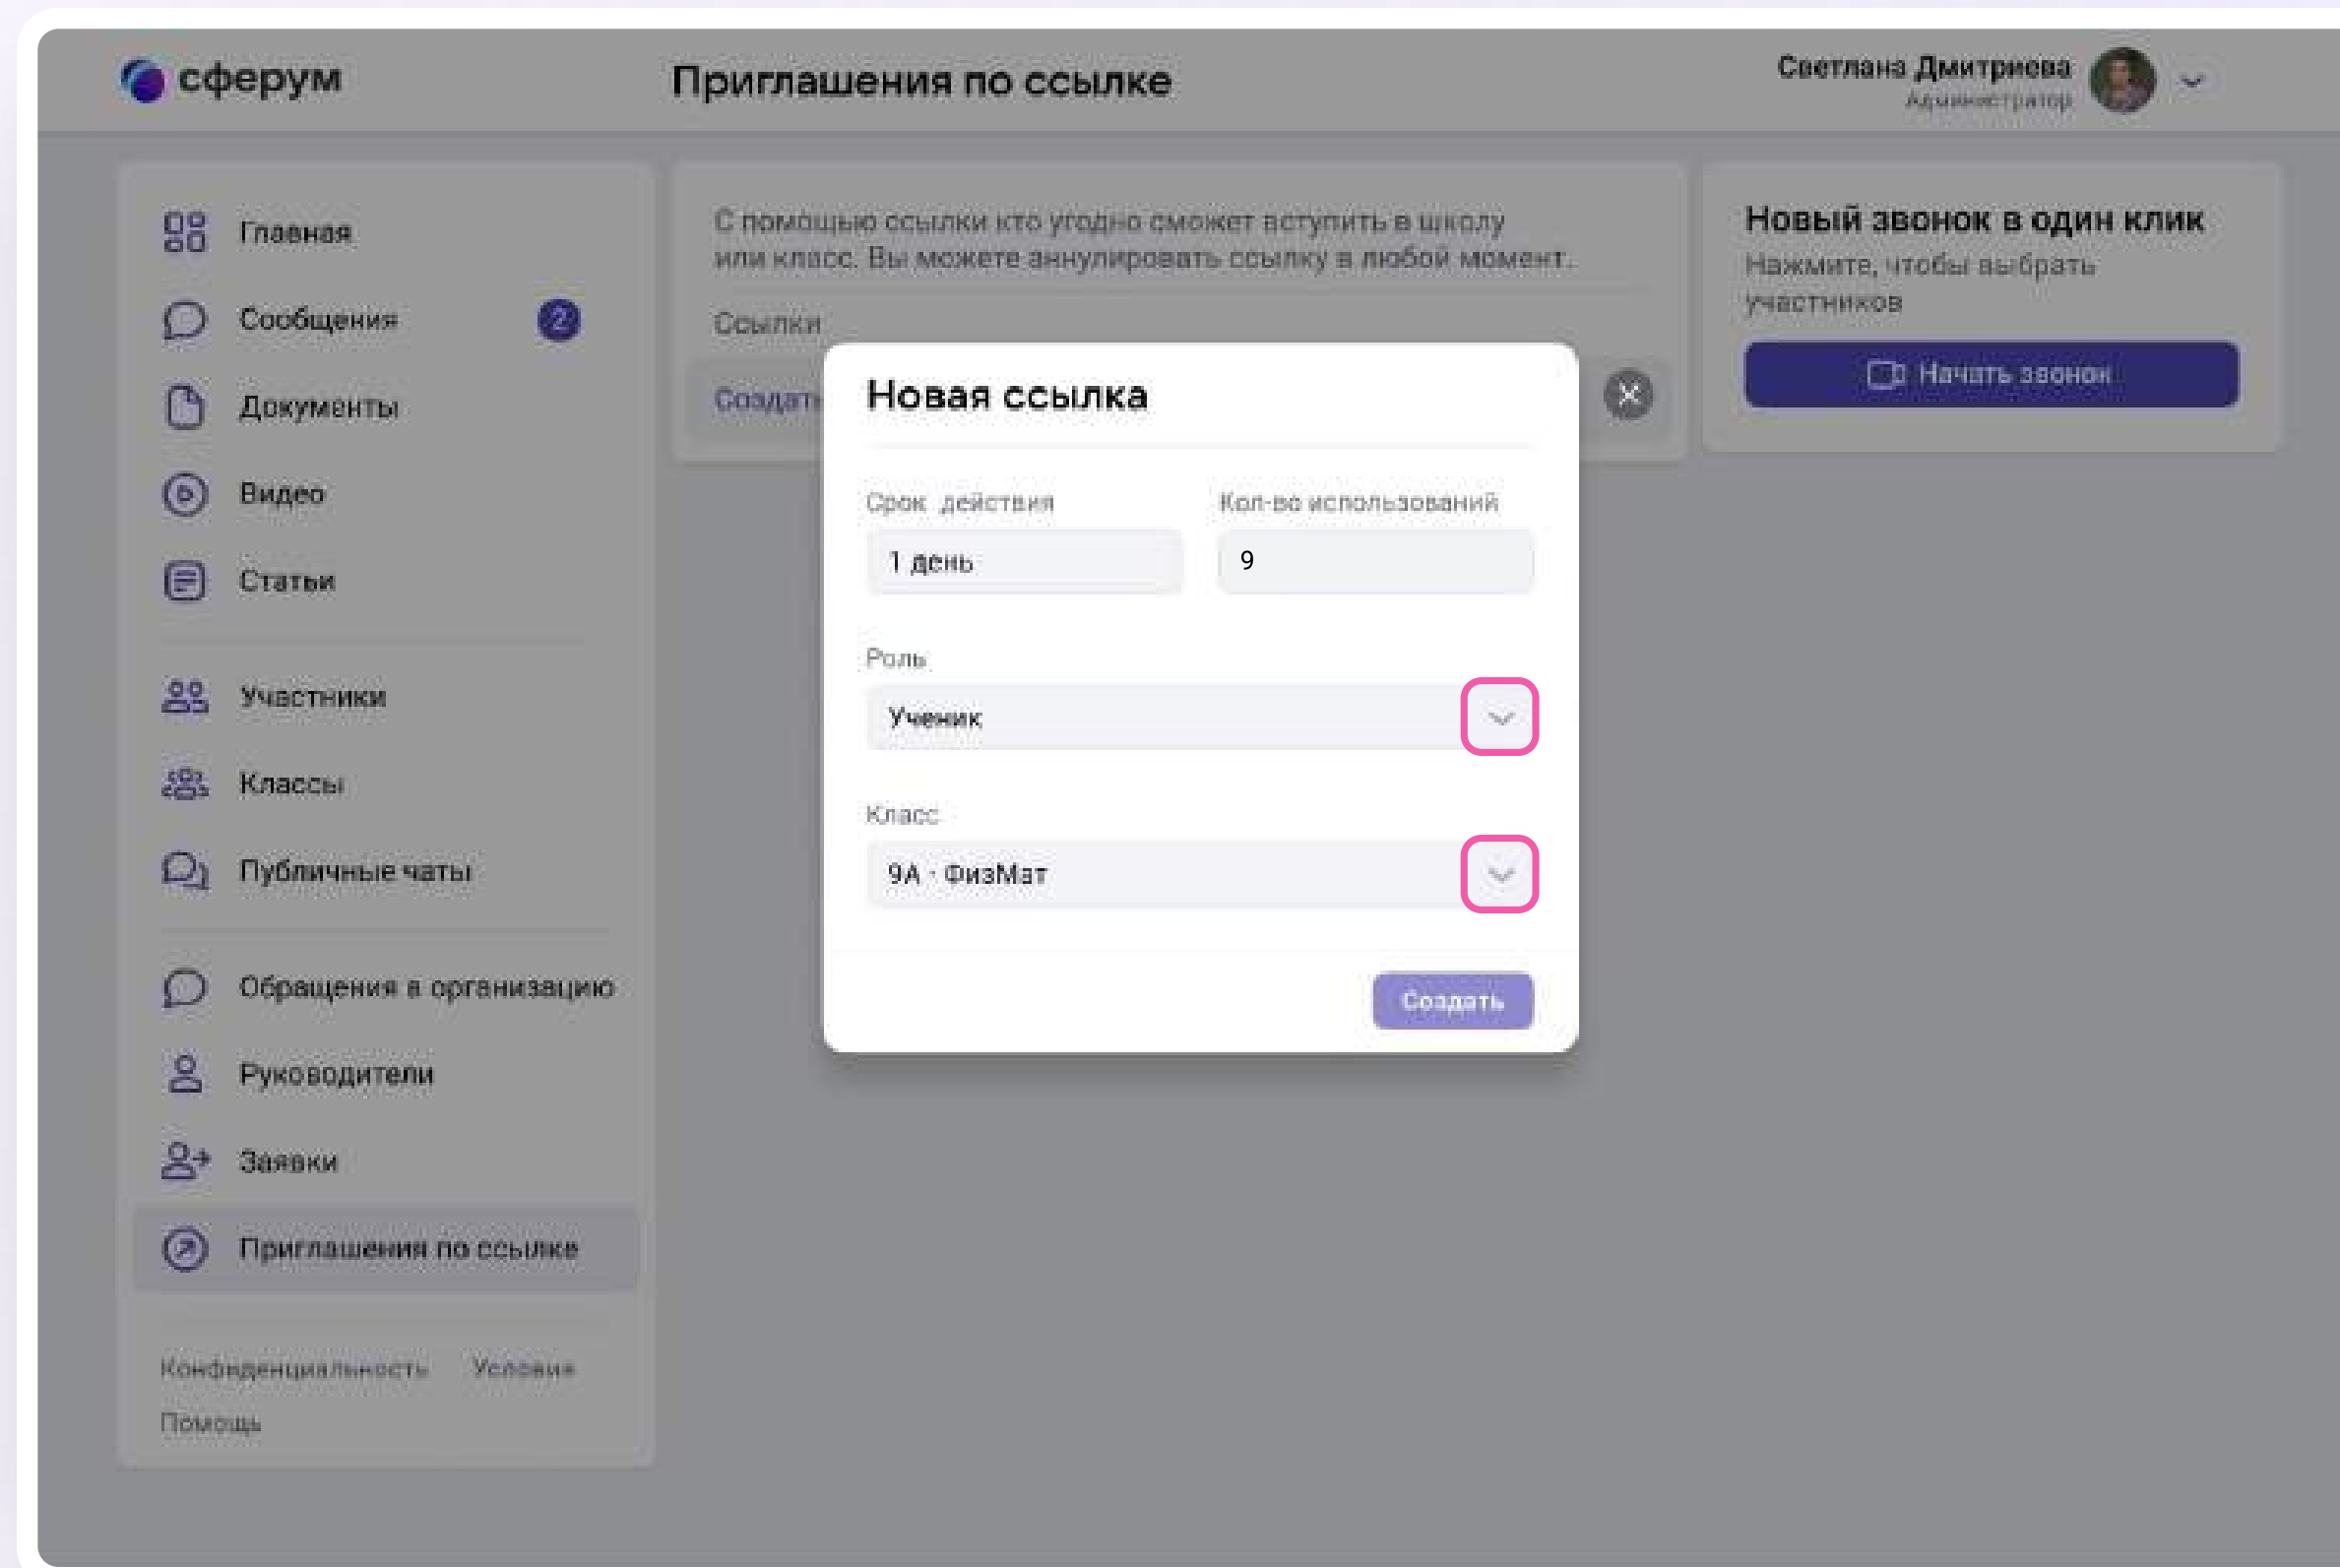 сферум
Приглашения по ссылке
Светлана Дмитриева
Администратор
Главная
Сообщения
2
Документы
Видео
Статьи
Участники
Классы
Публичные чаты
Обращения в организацию
Руководители
Заявки
Приглашения по ссылке
Конфиденциальность Условия
Помощь
С помощью ссылки кто угодно сможет вступить в школу
или класс. Вы можете аннулировать ссылку в любой момент.
Ссылки
Создать
Новая ссылка
Срок действия Кол-во использований
1 день 9
Роль
Ученик
Класс
9А · ФизМат
Создать
Новый звонок в один клик
Нажмите, чтобы выбрать
участников
Начать звонок